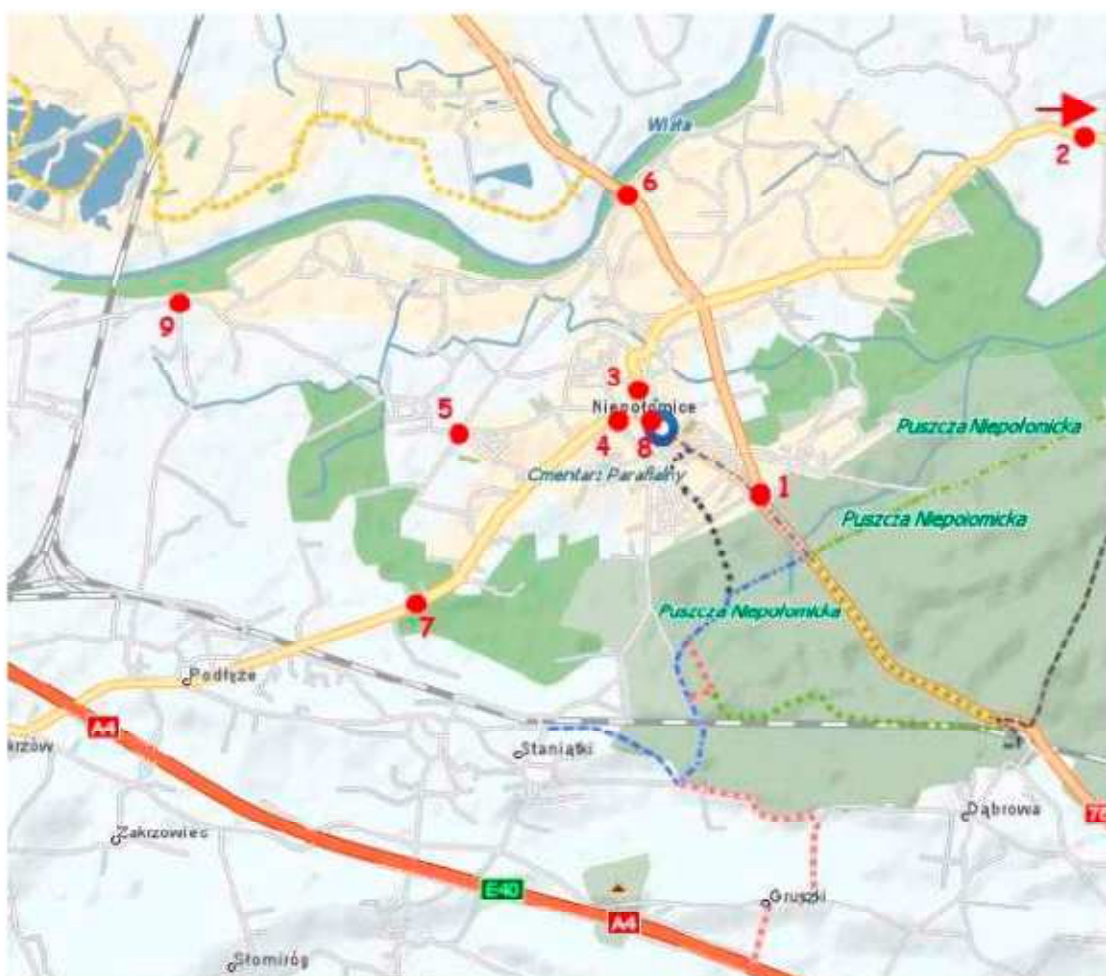 Wisła
2
6
9
3
Niepołomice
5
4
8
Puszcza Niepołomicka
Cmentarz Parafialny
1
Puszcza Niepołomicka
Puszcza Niepołomicka
7
Podłęże
A4
Staniątki
Dąbrowa
Zakrzowiec
E40
Gruszki
A4
Słomiróg